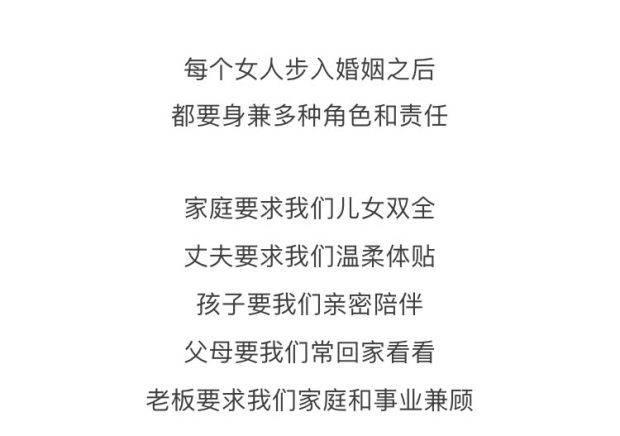 每个女人步入婚姻之后
都要身兼多种角色和责任
家庭要求我们儿女双全
丈夫要求我们温柔体贴
孩子要我们亲密陪伴
父母要我们常回家看看
老板要求我们家庭和事业兼顾